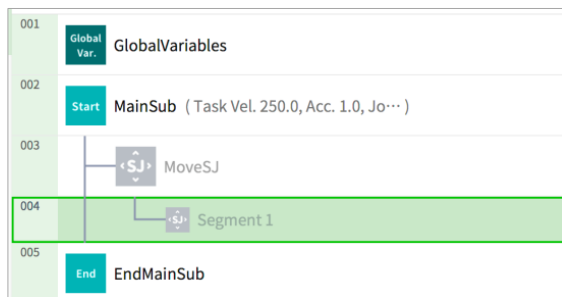 001
Global Var. GlobalVariables
002
Start MainSub ( Task Vel. 250.0, Acc. 1.0, Jo··· )
003
SJ MoveSJ
004
SJ Segment 1
005
End EndMainSub